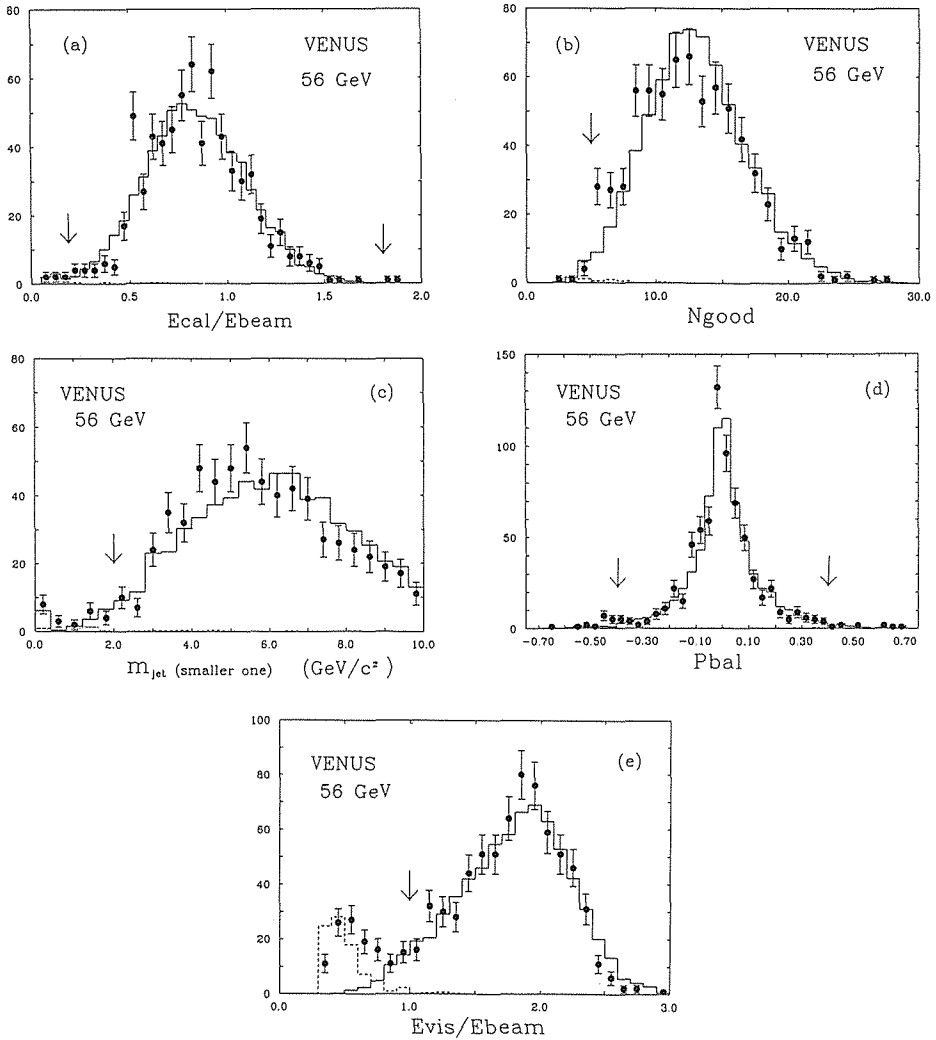 80
60
40
20
0
(a)
VENUS
56 GeV
0.0 0.5 1.0 1.5 2.0
Ecal/Ebeam
80
60
40
20
0
(b)
VENUS
56 GeV
0.0 10.0 20.0 30.0
Ngood
80
60
40
20
0
VENUS
56 GeV
(c)
0.0 2.0 4.0 6.0 8.0 10.0
m jet (smaller one) (GeV/c²)
150
100
50
0
VENUS
56 GeV
(d)
-0.70 -0.50 -0.30 -0.10 0.10 0.30 0.50 0.70
Pbal
100
80
60
40
20
0
VENUS
56 GeV
(e)
0.0 1.0 2.0 3.0
Evis/Ebeam